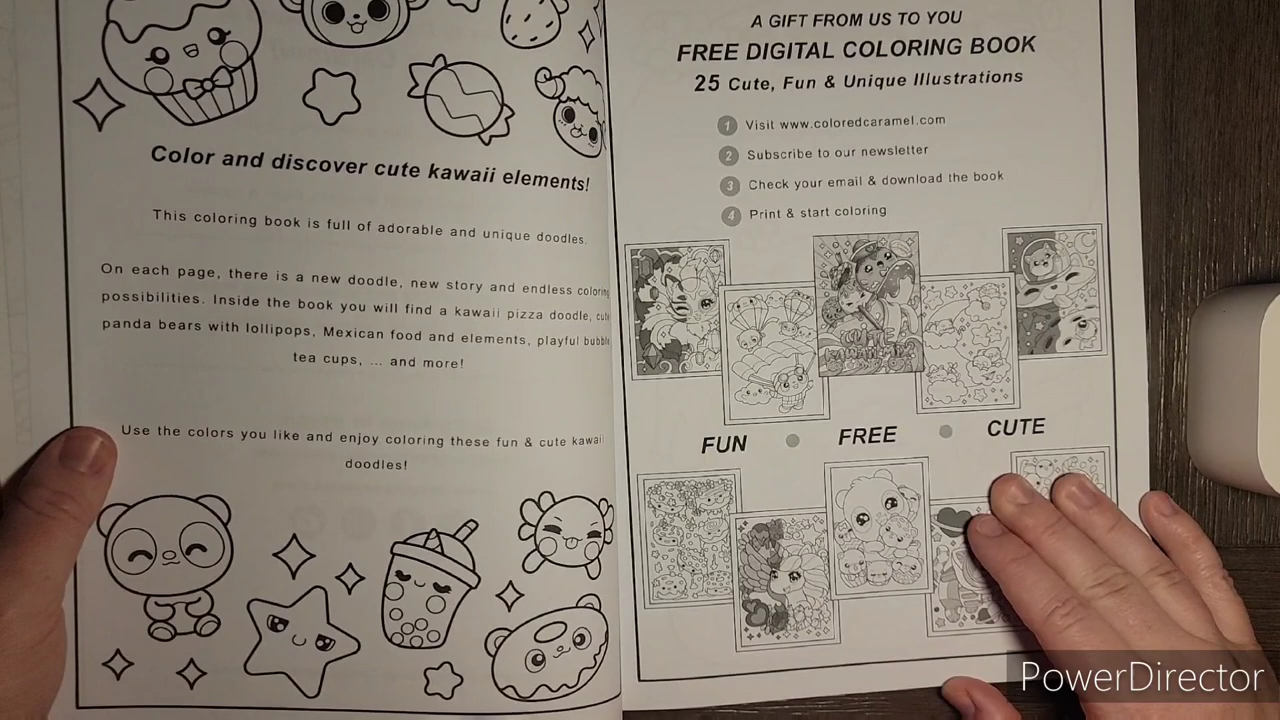 Color and discover cute kawaii elements!
This coloring book is full of adorable and unique doodles.
On each page, there is a new doodle, new story and endless coloring
possibilities. Inside the book you will find a kawaii pizza doodle, cute
panda bears with lollipops, Mexican food and elements, playful bubble
tea cups, ... and more!
Use the colors you like and enjoy coloring these fun & cute kawaii
doodles!
A GIFT FROM US TO YOU
FREE DIGITAL COLORING BOOK
25 Cute, Fun & Unique Illustrations
1 Visit www.coloredcaramel.com
2 Subscribe to our newsletter
3 Check your email & download the book
4 Print & start coloring
CUTE
KAWAII MIX
FUN FREE CUTE
PowerDirector